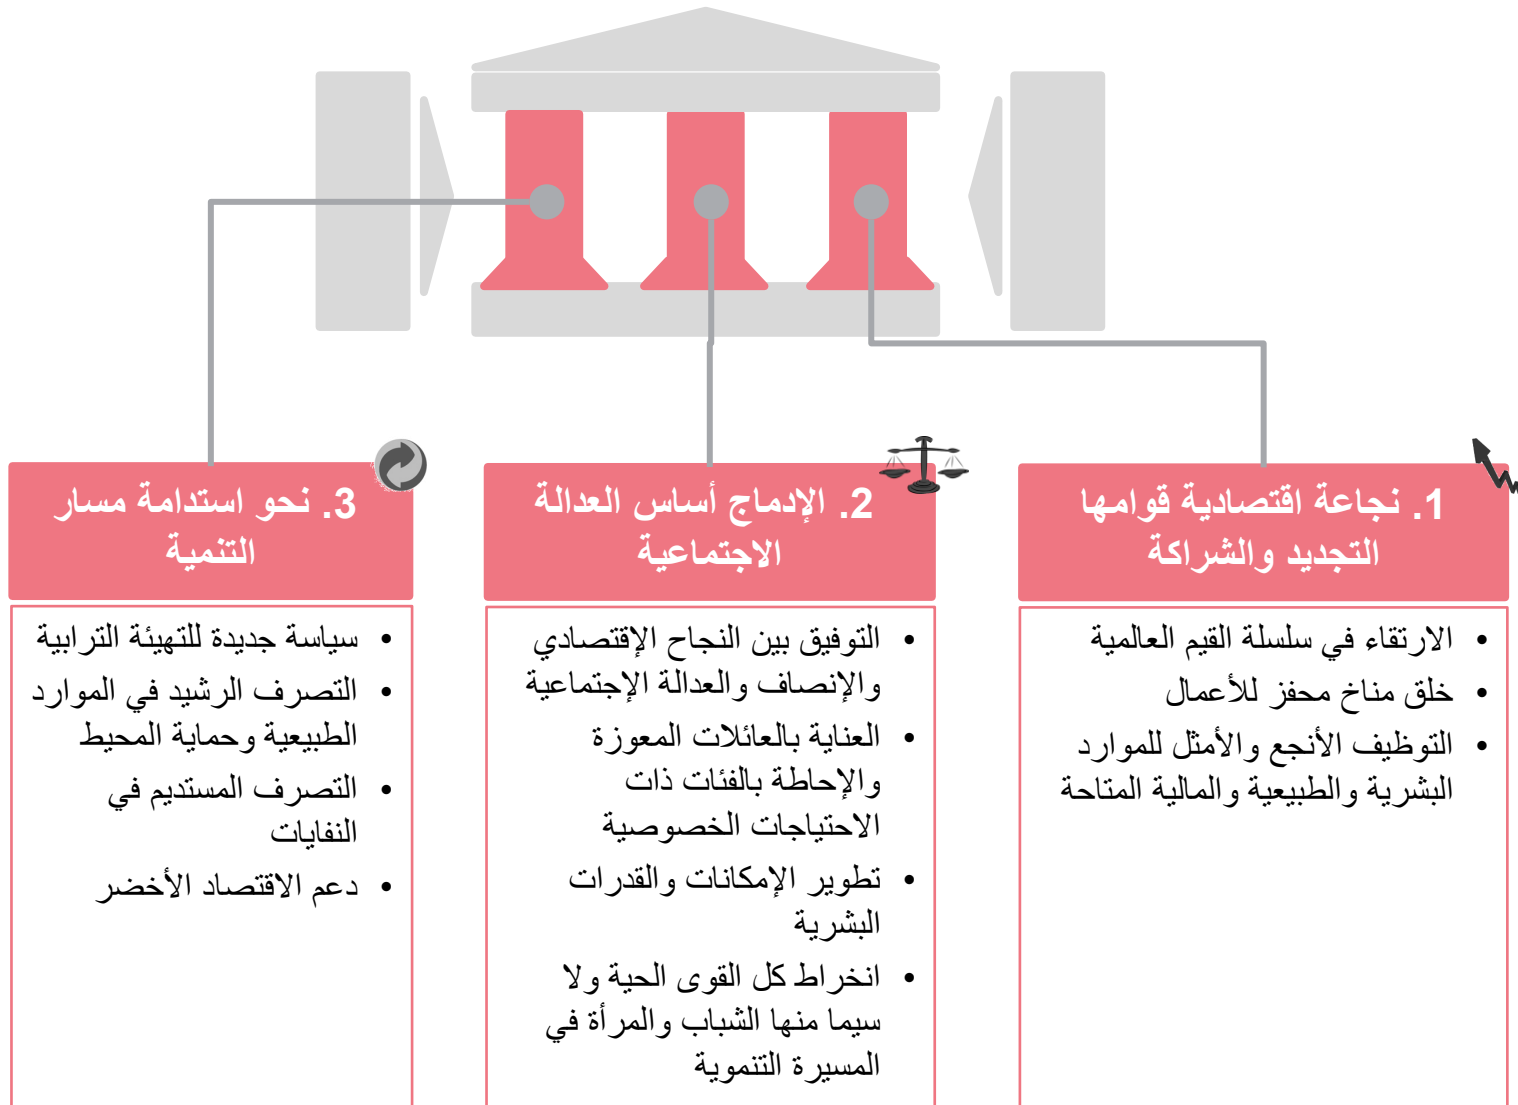 1. نجاعة اقتصادية قوامها
التجديد والشراكة
• الارتقاء في سلسلة القيم العالمية
• خلق مناخ محفز للأعمال
• التوظيف الأنجع والأمثل للموارد
البشرية والطبيعية والمالية المتاحة
2. الإدماج أساس العدالة
الاجتماعية
• التوفيق بين النجاح الإقتصادي
والإنصاف والعدالة الإجتماعية
• العناية بالعائلات المعوزة
والإحاطة بالفئات ذات
الاحتياجات الخصوصية
• تطوير الإمكانات والقدرات
البشرية
• انخراط كل القوى الحية ولا
سيما منها الشباب والمرأة في
المسيرة التنموية
3. نحو استدامة مسار
التنمية
• سياسة جديدة للتهيئة الترابية
• التصرف الرشيد في الموارد
الطبيعية وحماية المحيط
• التصرف المستديم في
النفايات
• دعم الاقتصاد الأخضر